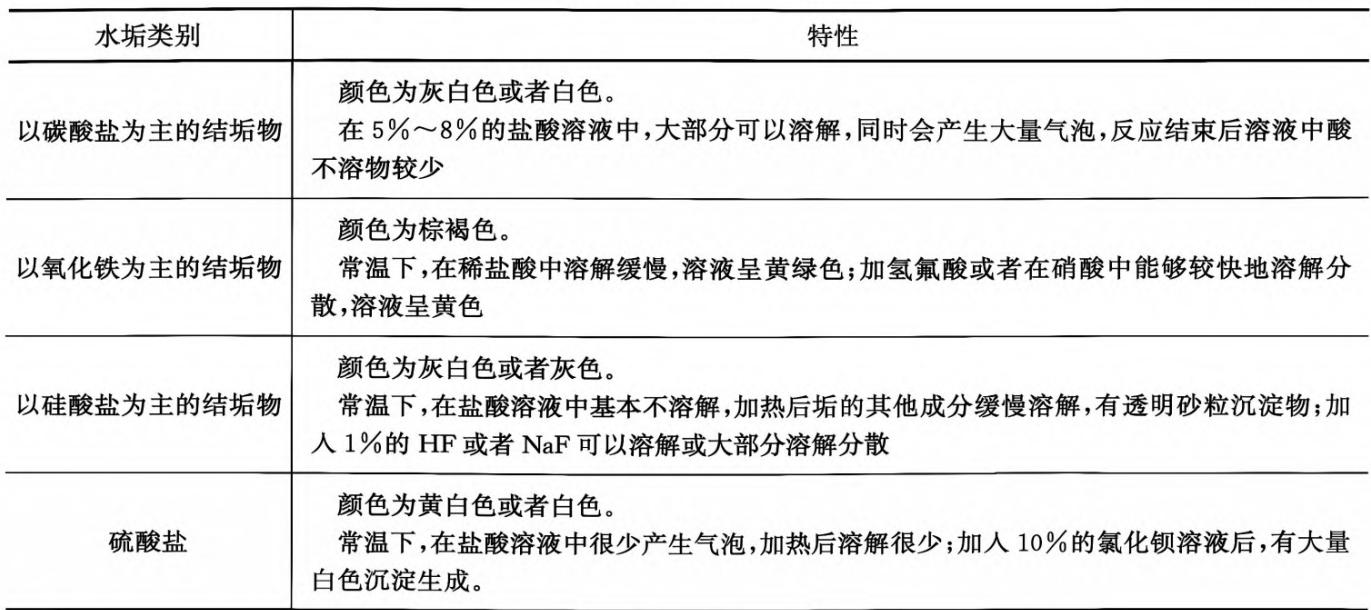 水垢类别
特性
以碳酸盐为主的结垢物
颜色为灰白色或者白色。
在 5%～8%的盐酸溶液中,大部分可以溶解,同时会产生大量气泡,反应结束后溶液中酸
不溶物较少
以氧化铁为主的结垢物
颜色为棕褐色。
常温下,在稀盐酸中溶解缓慢,溶液呈黄绿色;加氢氟酸或者在硝酸中能够较快地溶解分
散,溶液呈黄色
以硅酸盐为主的结垢物
颜色为灰白色或者灰色。
常温下,在盐酸溶液中基本不溶解,加热后垢的其他成分缓慢溶解,有透明砂粒沉淀物;加
入 1%的 HF 或者 NaF 可以溶解或大部分溶解分散
硫酸盐
颜色为黄白色或者白色。
常温下,在盐酸溶液中很少产生气泡,加热后溶解很少;加入 10%的氯化钡溶液后,有大量
白色沉淀生成。